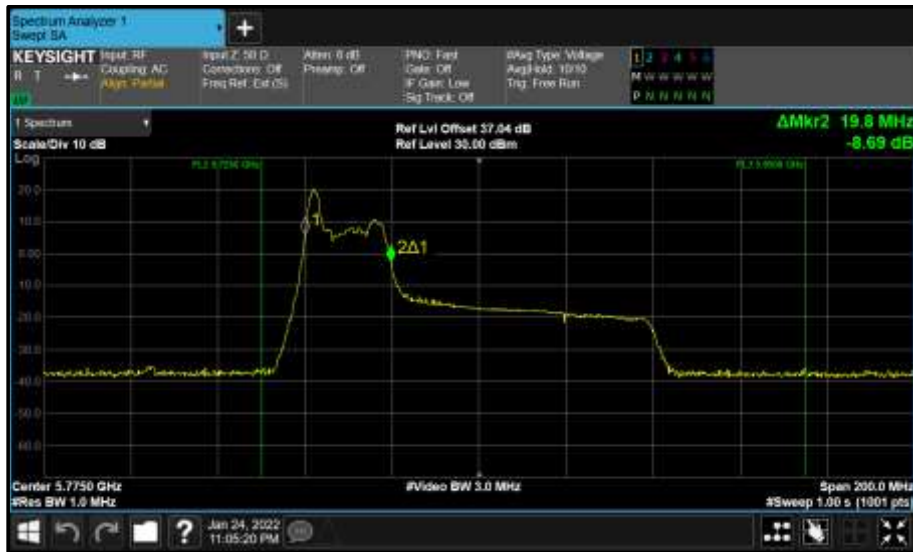 Spectrum Analyzer 1
Swept SA
+
KEYSIGHT Input: RF
R T
Coupling: AC
Align: Partial
Input Z: 50 Ω
Corrections: Off
Freq Ref: Ext (S)
Atten: 6 dB
Preamp: Off
PNO: Fast
Gate: Off
IF Gain: Low
Sig Track: Off
#Avg Type: Voltage
Avg|Hold: 10/10
Trig: Free Run
1 2 3 4 5 6
M W W W W W
P N N N N N
1 Spectrum
Scale/Div 10 dB
Log
Ref Lvl Offset 37.04 dB
Ref Level 30.00 dBm
ΔMkr2 19.8 MHz
-8.69 dB
20.0
10.0
0.00
-10.0
-20.0
-30.0
-40.0
-50.0
-60.0
1
2Δ1
Center 5.7750 GHz
#Res BW 1.0 MHz
#Video BW 3.0 MHz
Span 200.0 MHz
#Sweep 1.00 s (1001 pts)
?
Jan 24, 2022
11:05:20 PM